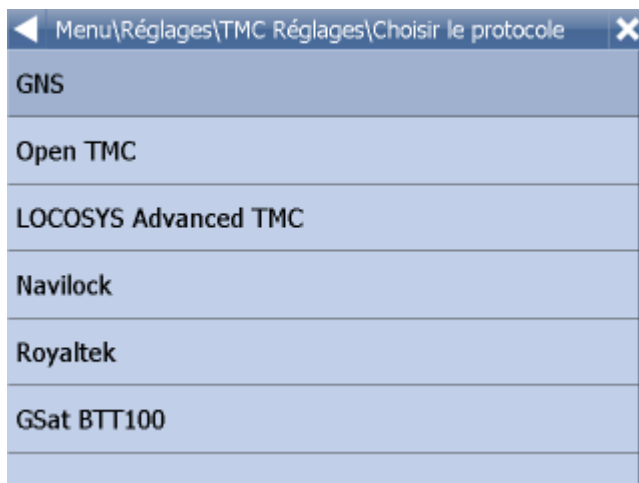 Menu\Réglages\TMC Réglages\Choisir le protocole
GNS
Open TMC
LOCOSYS Advanced TMC
Navilock
Royaltek
GSat BTT100